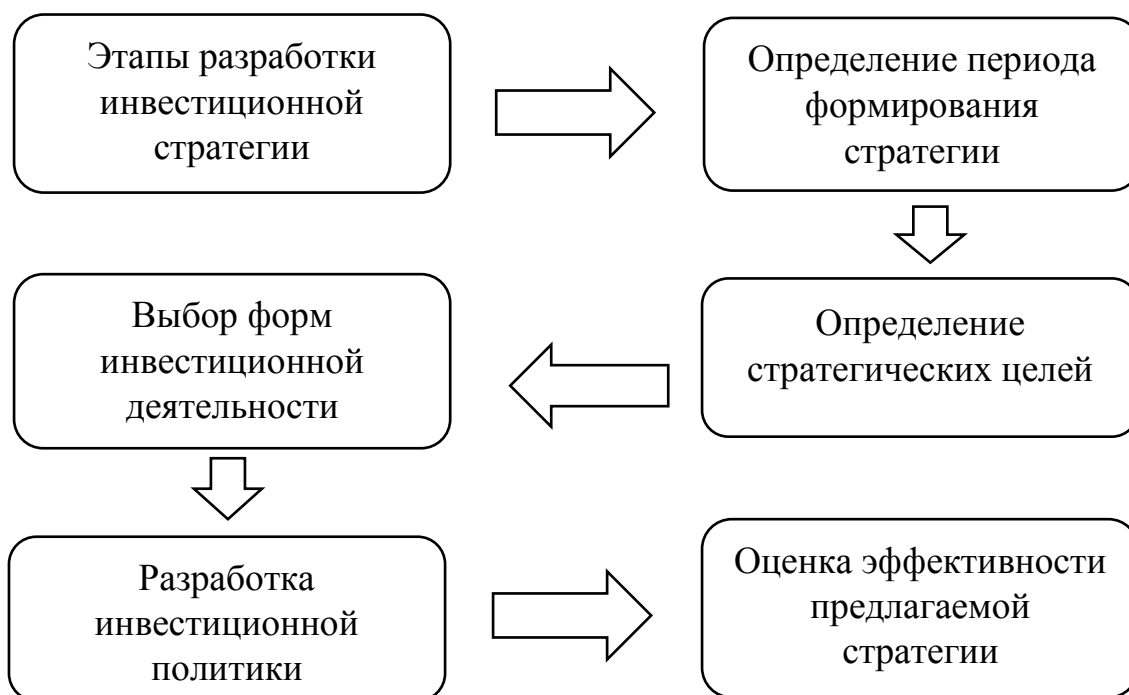 Этапы разработки
инвестиционной
стратегии
Определение периода
формирования
стратегии
Определение
стратегических целей
Выбор форм
инвестиционной
деятельности
Разработка
инвестиционной
политики
Оценка эффективности
предлагаемой
стратегии